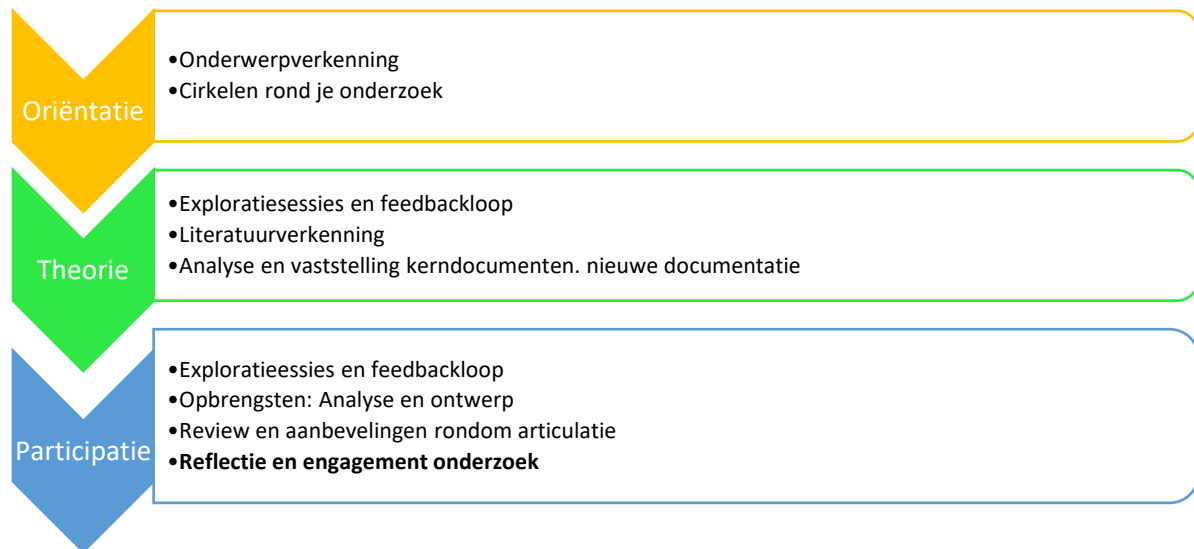 Oriëntatie
•Onderwerpverkenning
•Cirkelen rond je onderzoek
Theorie
•Exploratiesessies en feedbackloop
•Literatuurverkenning
•Analyse en vaststelling kerndocumenten. nieuwe documentatie
Participatie
•Exploratieessies en feedbackloop
•Opbrengsten: Analyse en ontwerp
•Review en aanbevelingen rondom articulatie
•Reflectie en engagement onderzoek